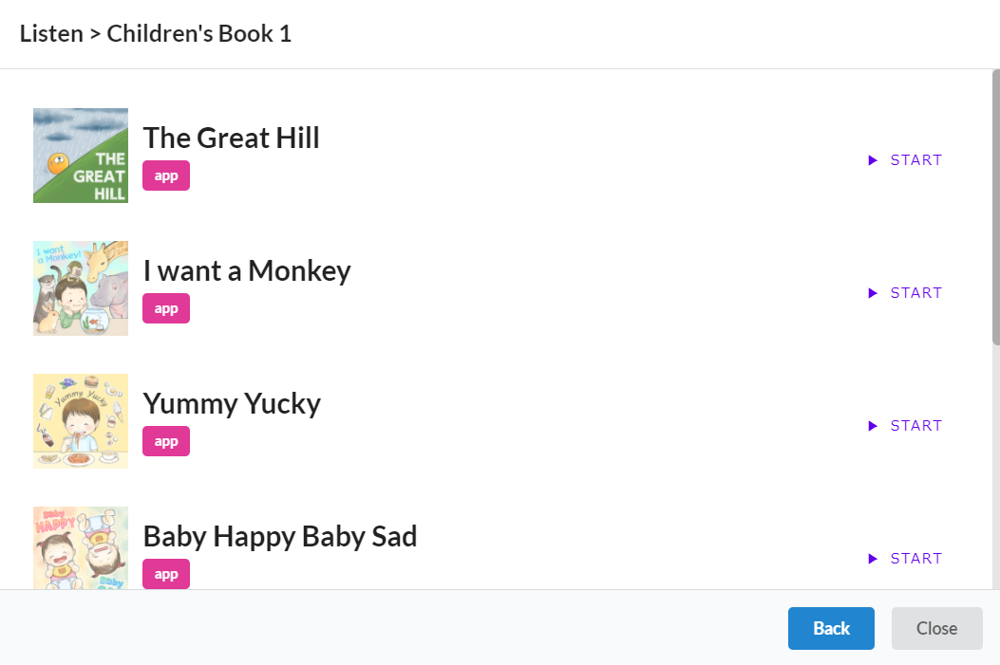 Listen > Children's Book 1
THE
GREAT
HILL
The Great Hill
app
START
I want
a Monkey!
I want a Monkey
app
START
Yummy Yucky
Yummy Yucky
app
START
Baby
HAPPY
Baby
Baby Happy Baby Sad
app
START
Back
Close